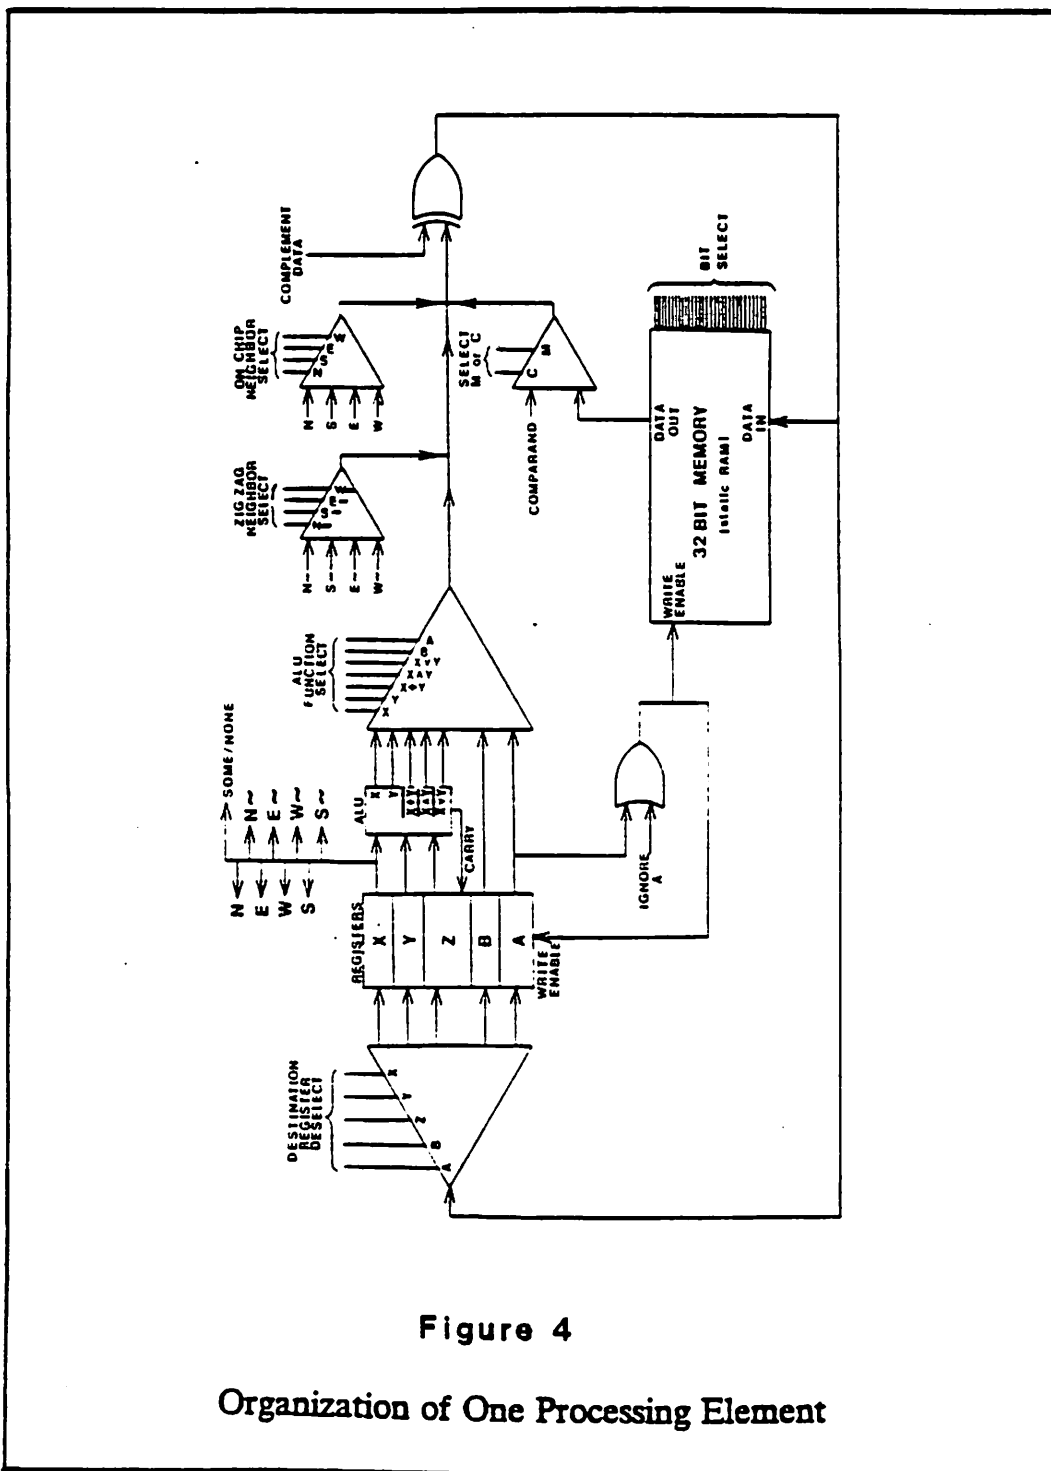 COMPLEMENT
DATA
ON CHIP
NEIGHBOR
SELECT
N S E W
N
S
E
W
ZIG ZAG
NEIGHBOR
SELECT
N~
S~
E~
W~
SELECT
M or C
C M
COMPARAND
BIT
SELECT
DATA
OUT
DATA
IN
32 BIT MEMORY
(static RAM)
WRITE
ENABLE
ALU
FUNCTION
SELECT
X
Y
X+Y
X∧Y
X∨Y
B
A
SOME/NONE
N~
E~
W~
S~
N
E
W
S
ALU
X
Y
CARRY
IGNORE
A
REGISTERS
X
Y
Z
B
A
WRITE
ENABLE
DESTINATION
REGISTER
DESELECT
X
Y
Z
B
A
Figure 4
Organization of One Processing Element